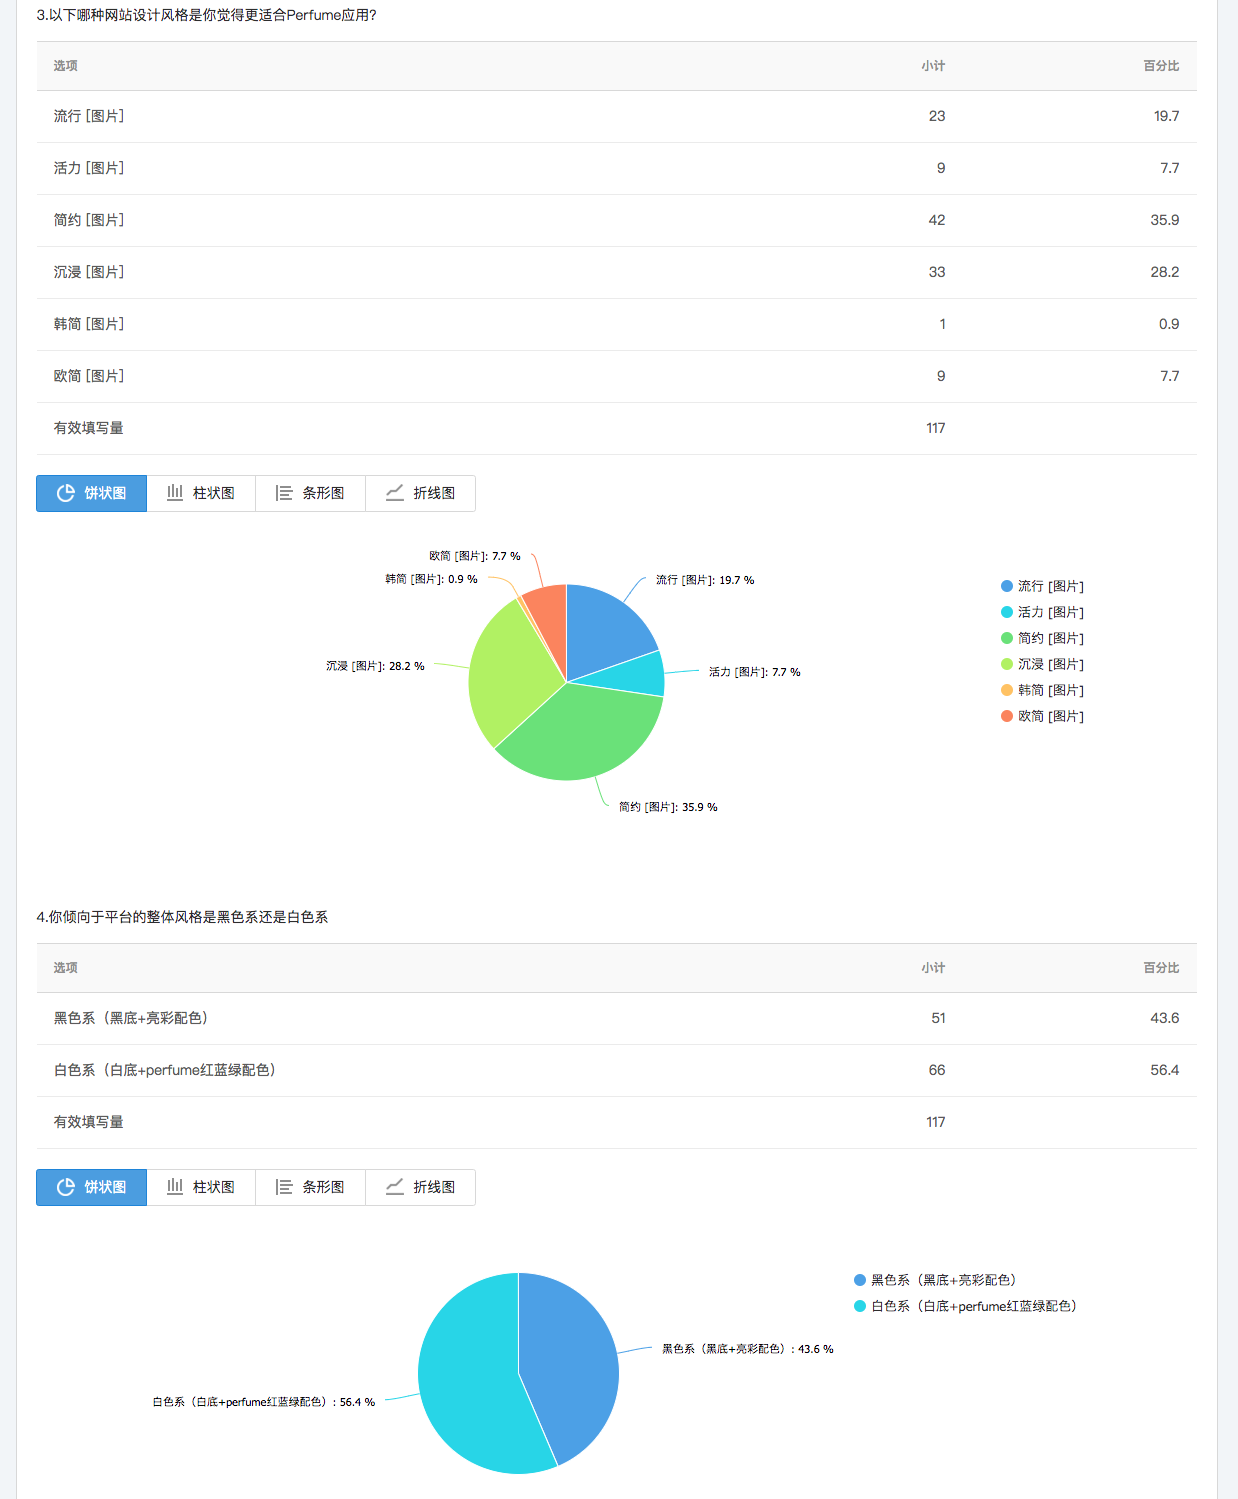 3.以下哪种网站设计风格是你觉得更适合Perfume应用?
选项 小计 百分比
流行 [图片] 23 19.7
活力 [图片] 9 7.7
简约 [图片] 42 35.9
沉浸 [图片] 33 28.2
韩简 [图片] 1 0.9
欧简 [图片] 9 7.7
有效填写量 117
饼状图 柱状图 条形图 折线图
欧简 [图片]: 7.7 %
韩简 [图片]: 0.9 %
流行 [图片]: 19.7 %
沉浸 [图片]: 28.2 %
活力 [图片]: 7.7 %
简约 [图片]: 35.9 %
流行 [图片]
活力 [图片]
简约 [图片]
沉浸 [图片]
韩简 [图片]
欧简 [图片]
4.你倾向于平台的整体风格是黑色系还是白色系
选项 小计 百分比
黑色系（黑底+亮彩配色） 51 43.6
白色系（白底+perfume红蓝绿配色） 66 56.4
有效填写量 117
饼状图 柱状图 条形图 折线图
黑色系（黑底+亮彩配色）
白色系（白底+perfume红蓝绿配色）
黑色系（黑底+亮彩配色）: 43.6 %
白色系（白底+perfume红蓝绿配色）: 56.4 %